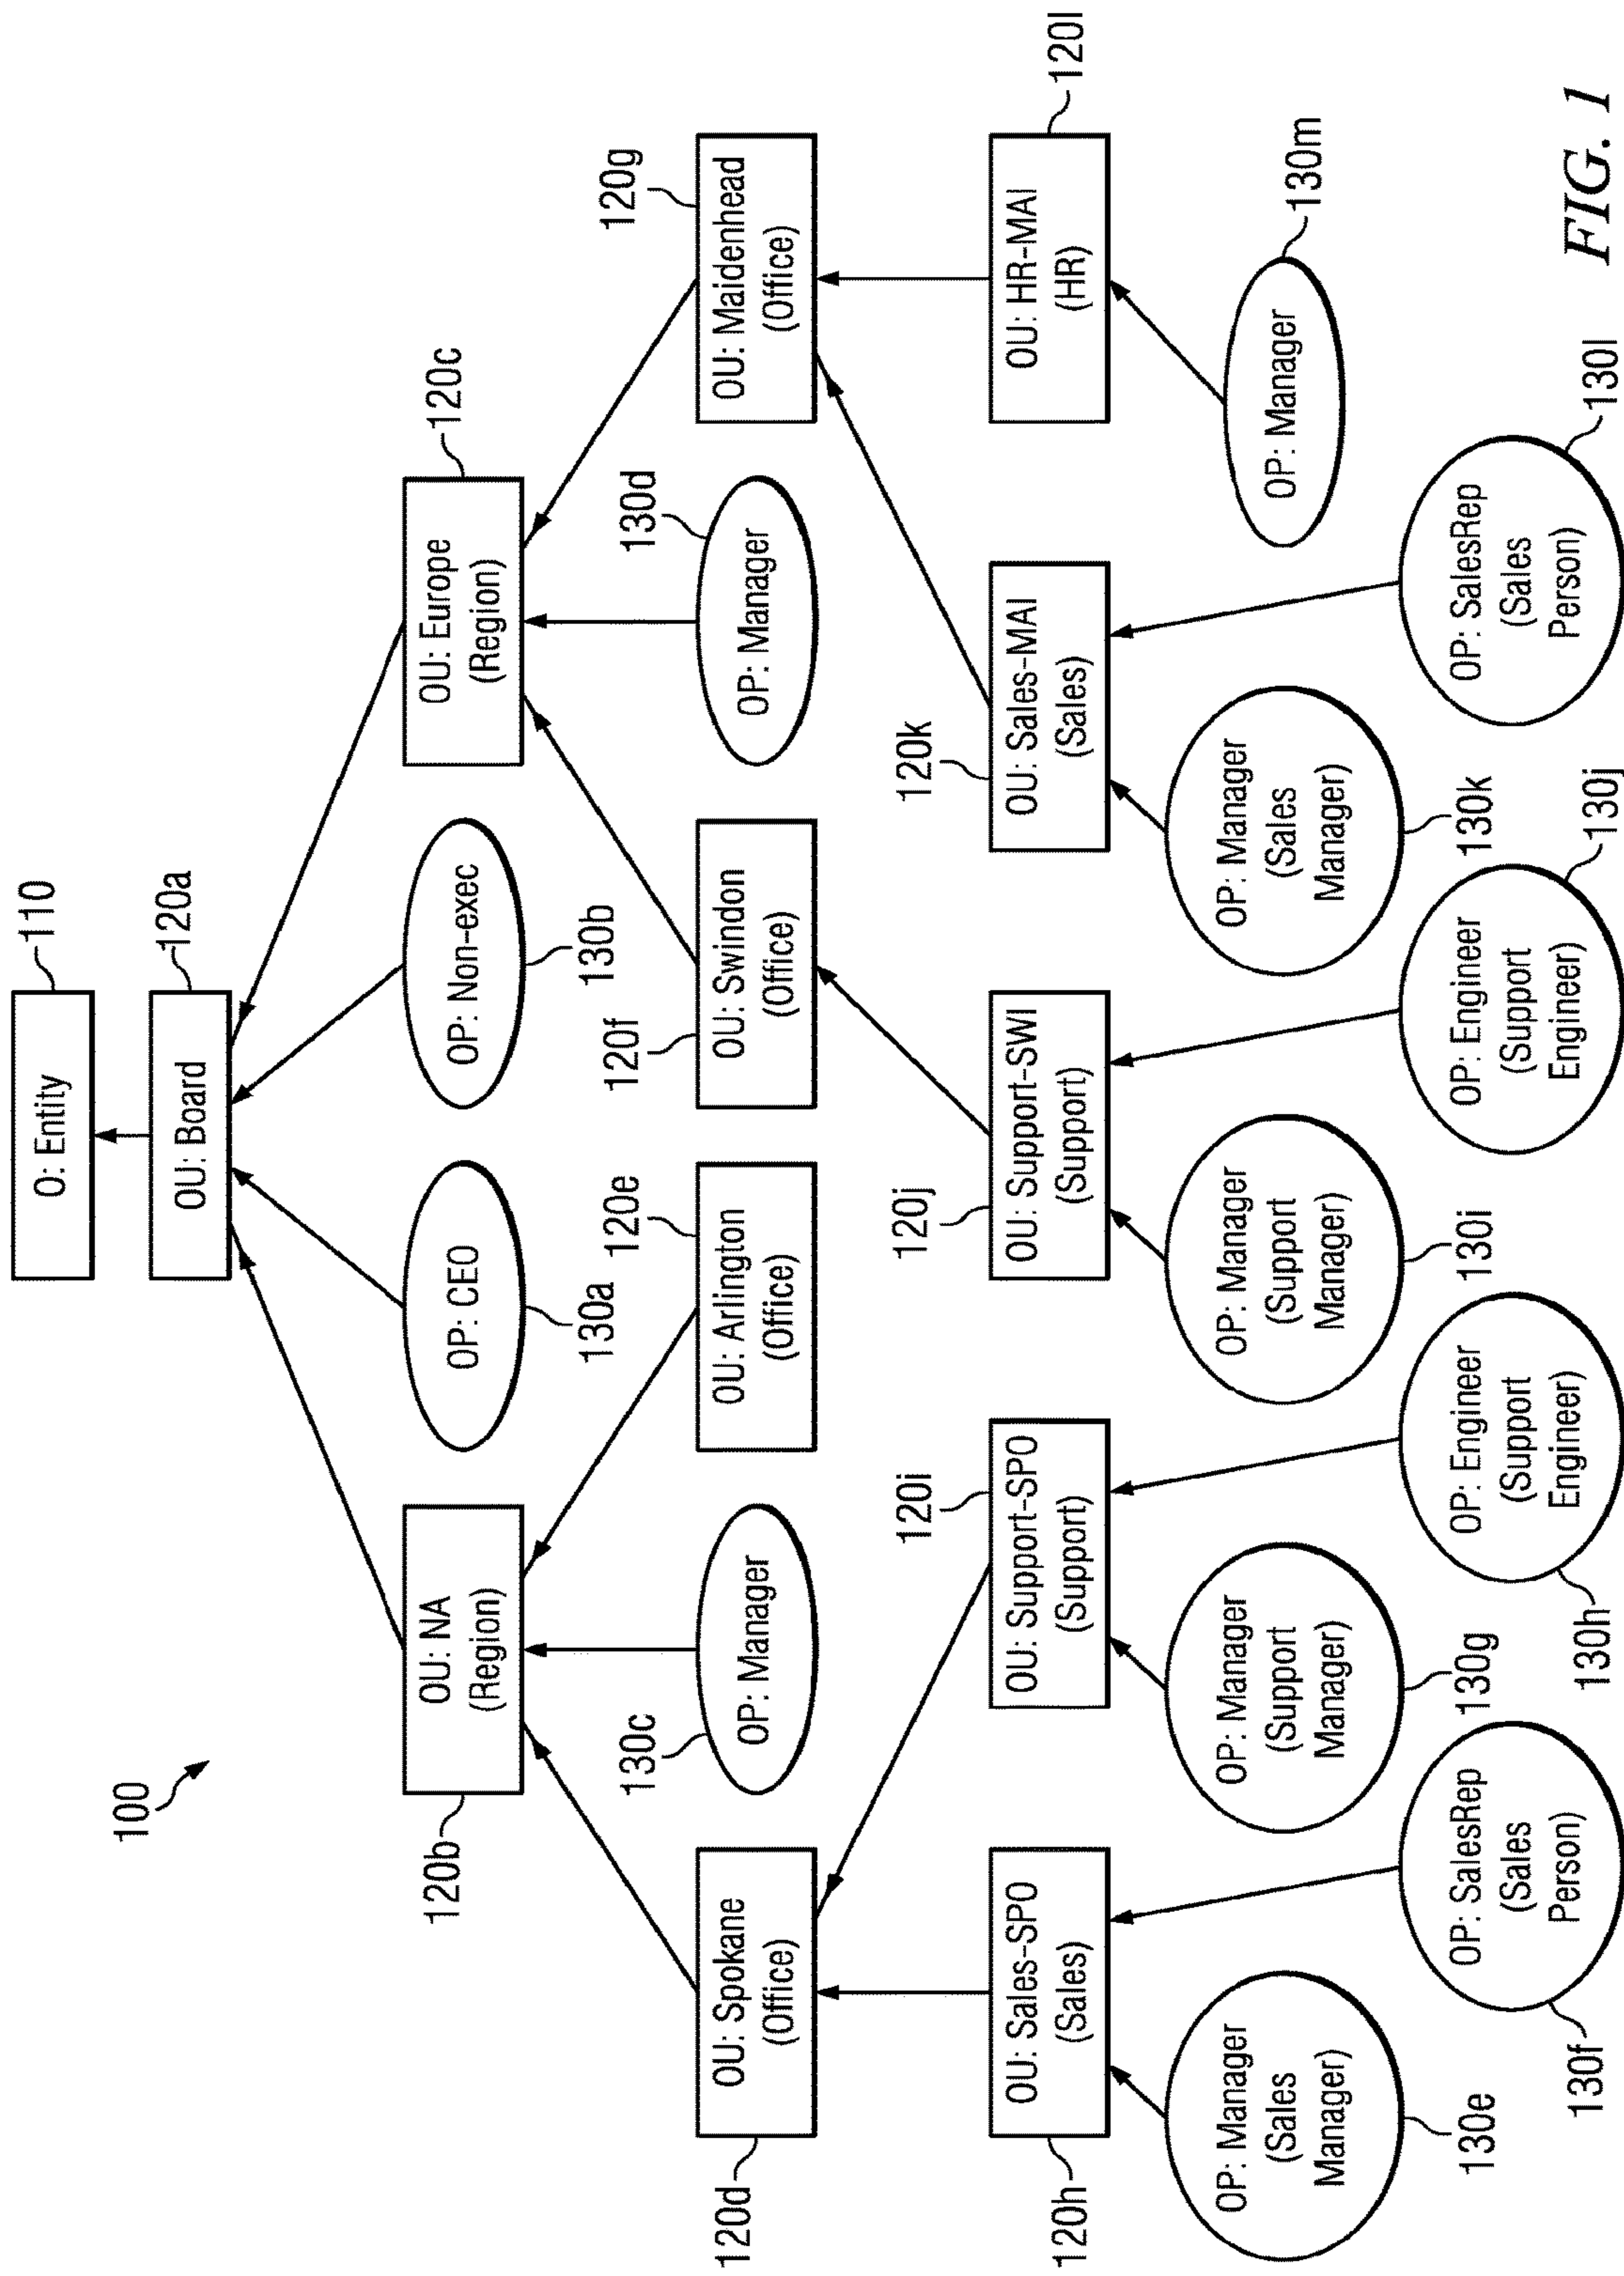 100
O: Entity
110
OU: Board
120a
120b
OU: NA
(Region)
OP: CEO
130a
OP: Non-exec
130b
OU: Europe
(Region)
120c
120d
OU: Spokane
(Office)
130c
OP: Manager
OU: Arlington
(Office)
120e
120f
OU: Swindon
(Office)
OP: Manager
130d
OU: Maidenhead
(Office)
120g
120h
OU: Sales-SPO
(Sales)
OU: Support-SPO
(Support)
120i
120j
OU: Support-SWI
(Support)
120k
OU: Sales-MAI
(Sales)
OU: HR-MAI
(HR)
120l
OP: Manager
(Sales
Manager)
130e
OP: Manager
(Support
Manager)
130g
OP: Manager
(Support
Manager)
130i
OP: Manager
(Sales
Manager)
130k
OP: Manager
130m
OP: SalesRep
(Sales
Person)
130f
OP: Engineer
(Support
Engineer)
130h
OP: Engineer
(Support
Engineer)
130j
OP: SalesRep
(Sales
Person)
130l
FIG. 1